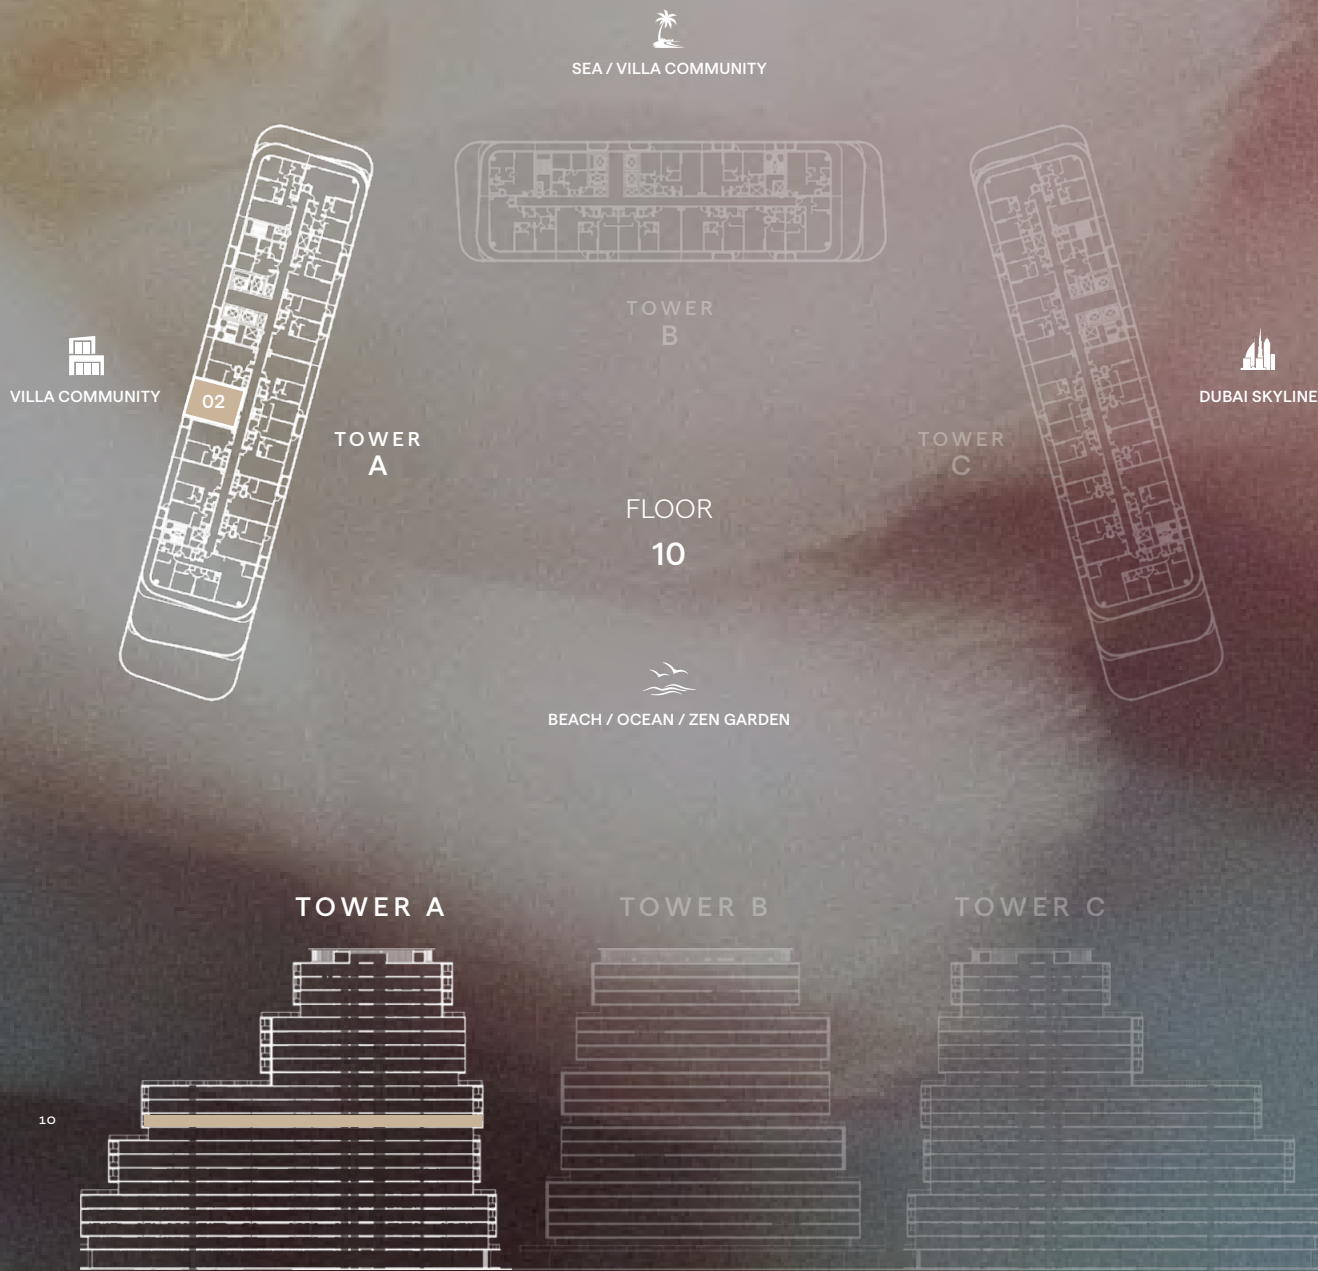 SEA / VILLA COMMUNITY
TOWER
B
VILLA COMMUNITY
DUBAI SKYLINE
02
TOWER
A
TOWER
C
FLOOR
10
BEACH / OCEAN / ZEN GARDEN
TOWER A
TOWER B
TOWER C
10